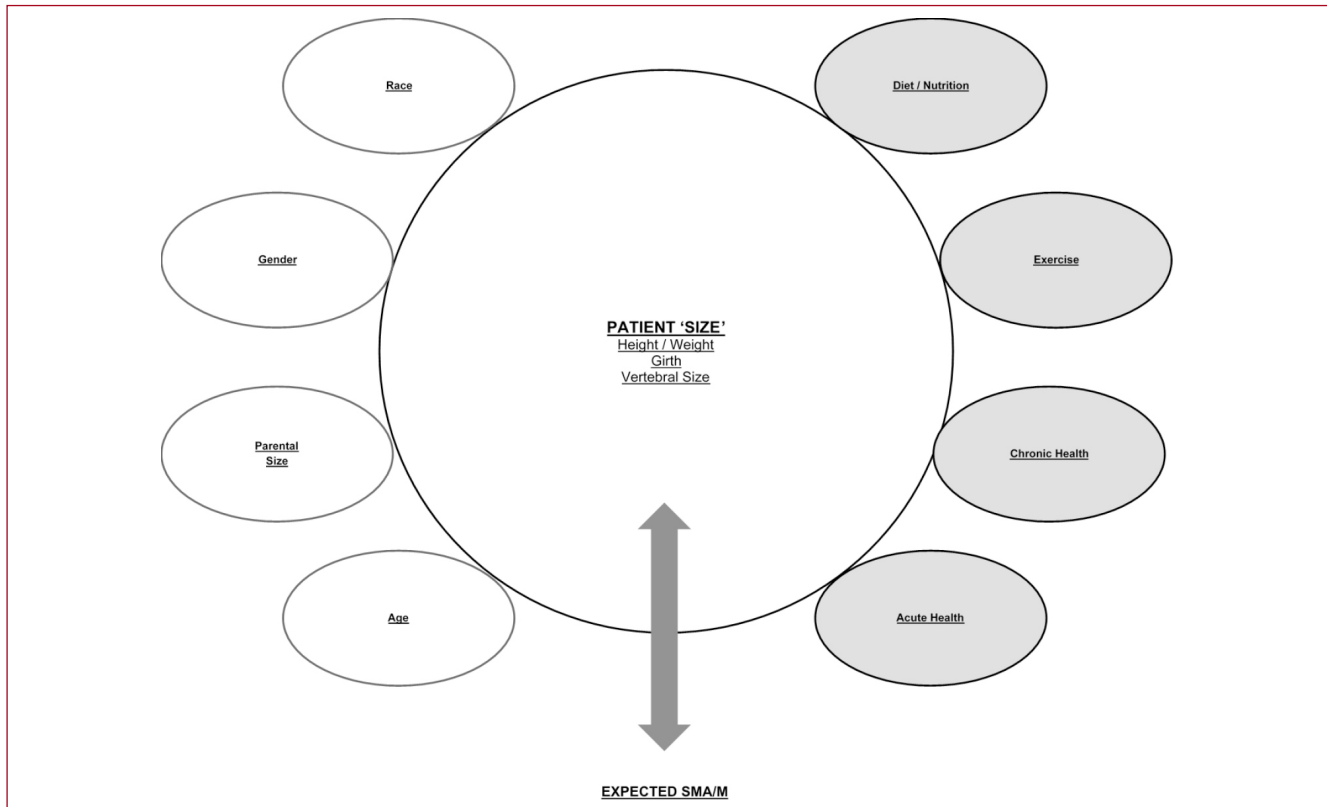 Race
Diet / Nutrition
Gender
Exercise
PATIENT ‘SIZE’
Height / Weight
Girth
Vertebral Size
Parental
Size
Chronic Health
Age
Acute Health
EXPECTED SMA/M